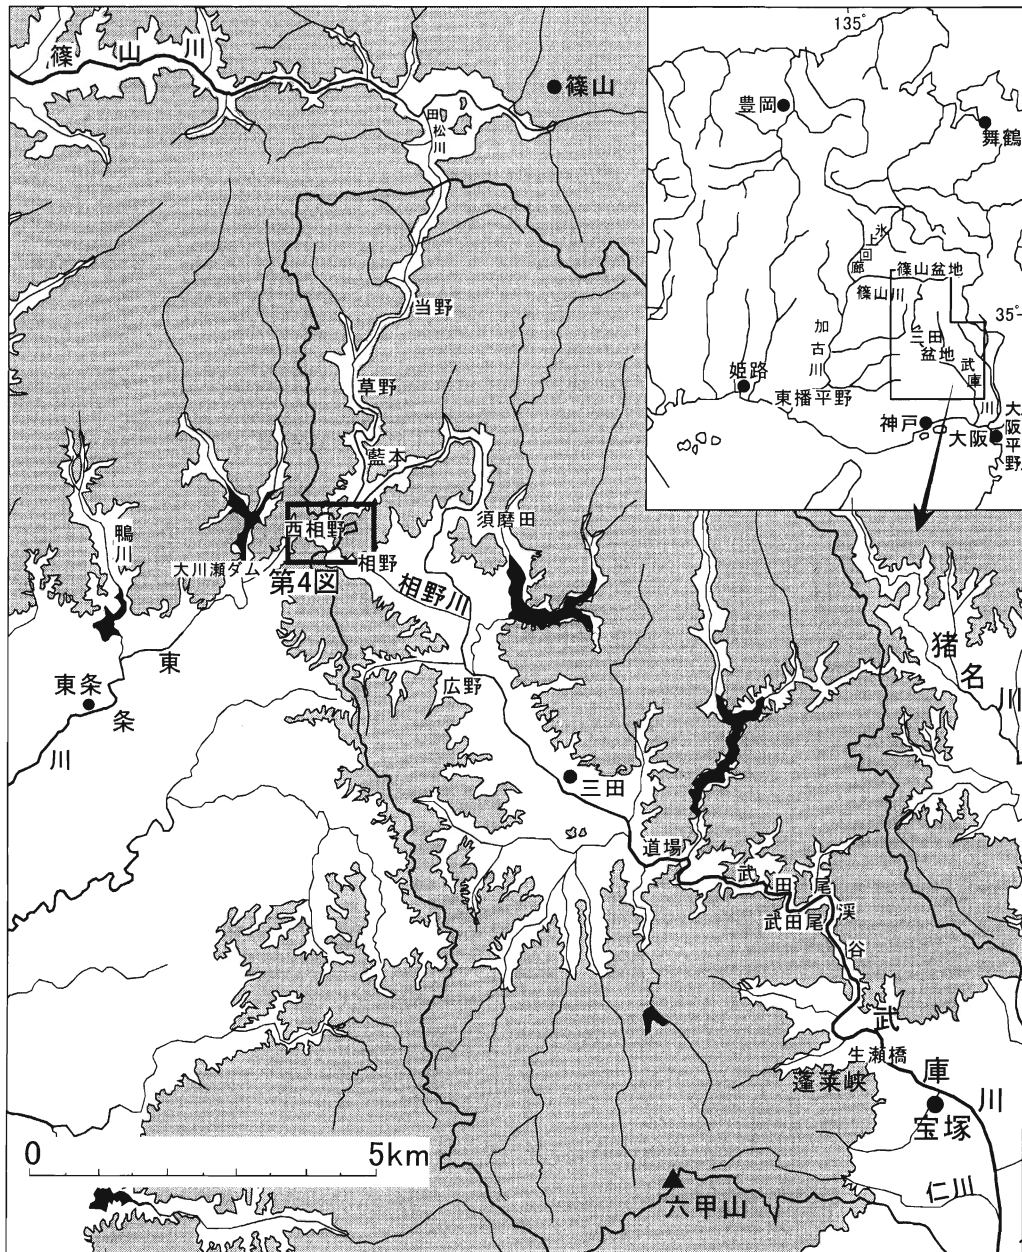 135°
篠山川
篠山
豊岡
舞鶴
田松川
氷上回廊
篠山盆地
篠山川
35°
当野
加古川
三田盆地
武庫川
姫路
草野
東播平野
神戸
大阪
大阪平野
藍本
鴨川
西相野
須磨田
大川瀬ダム
相野
第4図
相野川
猪名川
東条
東条川
広野
三田
道場
武田尾渓谷
武田尾
武庫川
生瀬橋
蓬莱峡
宝塚
0 5km
六甲山
仁川